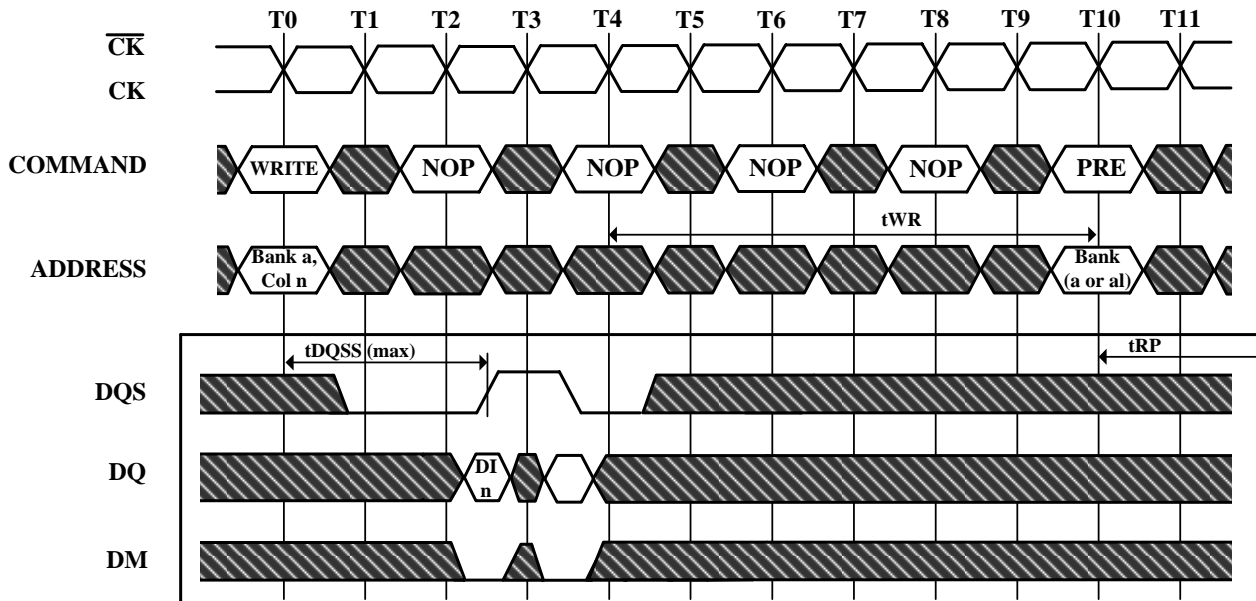 T0 T1 T2 T3 T4 T5 T6 T7 T8 T9 T10 T11
CK
CK
COMMAND WRITE NOP NOP NOP NOP PRE
tWR
ADDRESS Bank a, Col n Bank (a or al)
tDQSS (max) tRP
DQS
DQ DI n
DM